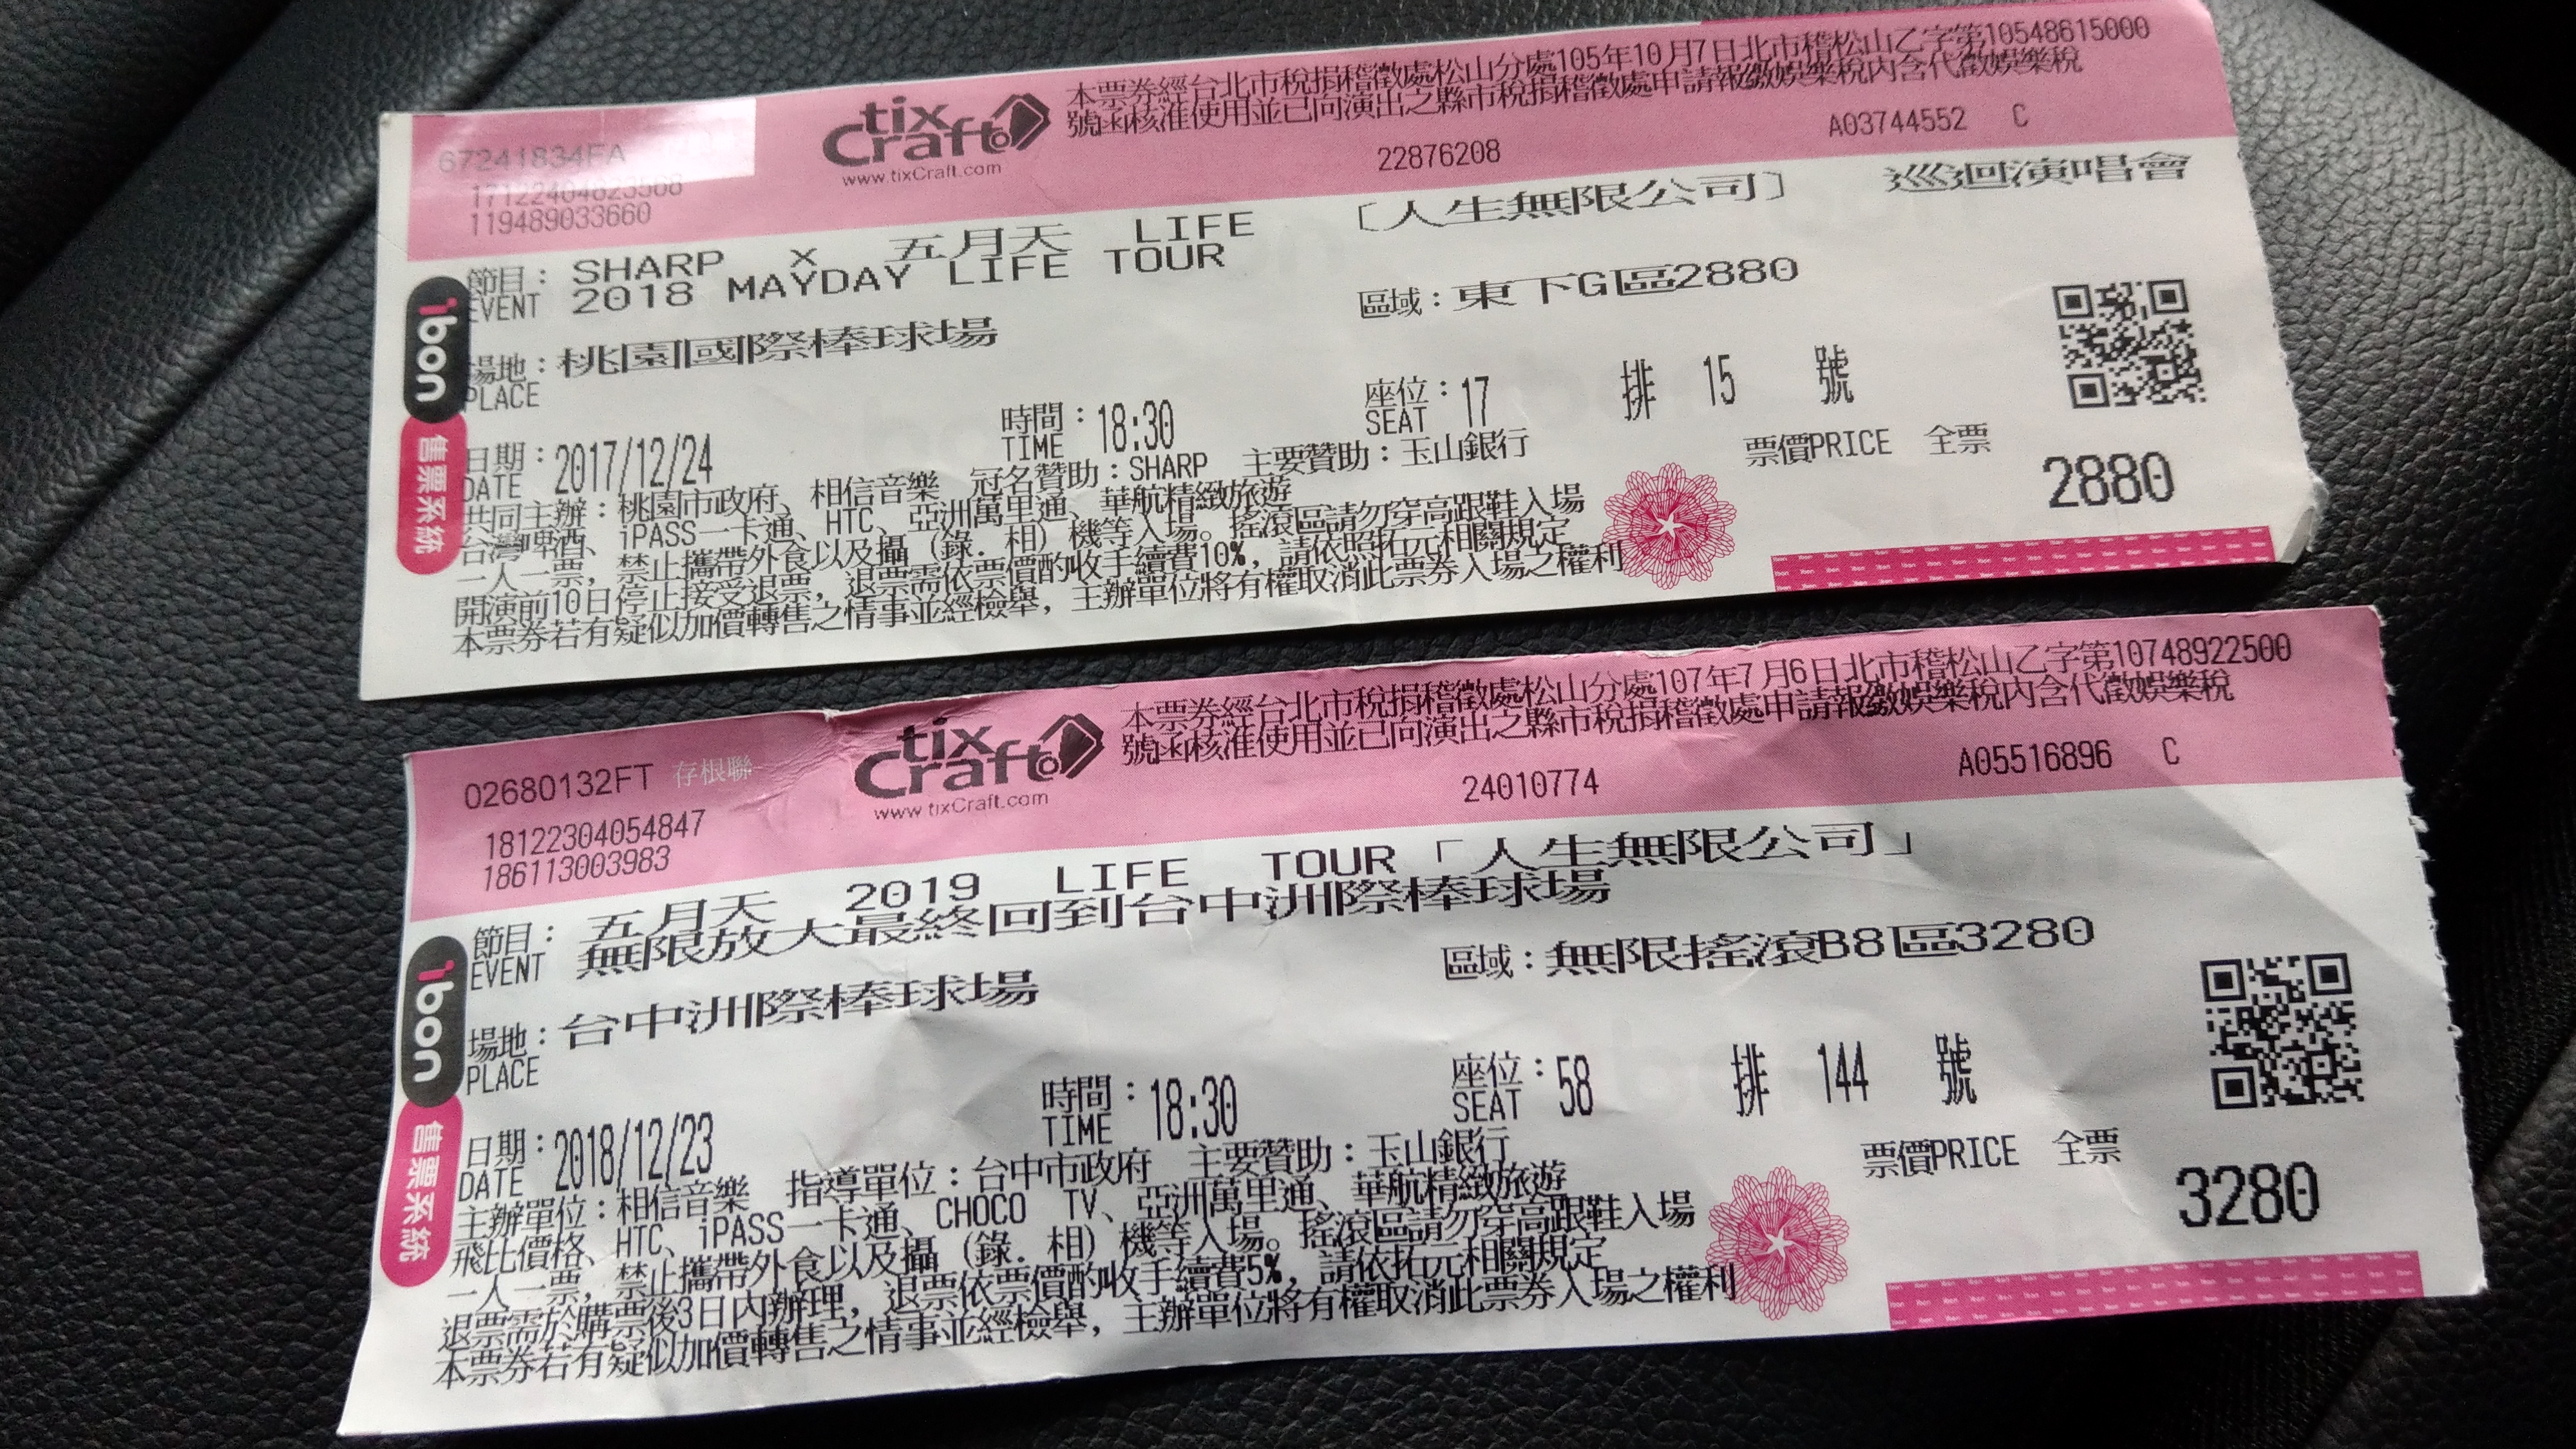 tix
Craft
www.tixCraft.com
本票券經台北市稅捐稽徵處松山分處105年10月7日北市稽松山乙字第10548615000
號函核准使用並已向演出之縣市稅捐稽徵處申請報繳娛樂稅內含代徵娛樂稅
67241834FA
22876208
A03744552 C
17122404823568
119489033660
節目: SHARP x 五月天 LIFE 〔人生無限公司〕 巡迴演唱會
EVENT 2018 MAYDAY LIFE TOUR
區域:東下G區2880
ibon
售票系統
場地:桃園國際棒球場
PLACE
時間:18:30
TIME
座位:17 排 15 號
SEAT
日期:2017/12/24
DATE
票價PRICE 全票
2880
共同主辦:桃園市政府、相信音樂 冠名贊助:SHARP 主要贊助:玉山銀行
台灣啤酒、iPASS一卡通、HTC、亞洲萬里通、華航精緻旅遊
一人一票,禁止攜帶外食以及攝(錄.相)機等入場。搖滾區請勿穿高跟鞋入場
開演前10日停止接受退票,退票需依票價酌收手續費10%,請依照拓元相關規定
本票券若有疑似加價轉售之情事並經檢舉,主辦單位將有權取消此票券入場之權利
tix
Craft
www.tixCraft.com
本票券經台北市稅捐稽徵處松山分處107年7月6日北市稽松山乙字第10748922500
號函核准使用並已向演出之縣市稅捐稽徵處申請報繳娛樂稅內含代徵娛樂稅
02680132FT 存根聯
24010774
A05516896 C
18122304054847
186113003983
節目: 五月天 2019 LIFE TOUR「人生無限公司」
EVENT 無限放大最終回到台中洲際棒球場
區域:無限搖滾B8區3280
ibon
售票系統
場地:台中洲際棒球場
PLACE
時間:18:30
TIME
座位:58 排 144 號
SEAT
日期:2018/12/23
DATE
票價PRICE 全票
3280
主辦單位:相信音樂 指導單位:台中市政府 主要贊助:玉山銀行
飛比價格、HTC、iPASS一卡通、CHOCO TV、亞洲萬里通、華航精緻旅遊
一人一票,禁止攜帶外食以及攝(錄.相)機等入場。搖滾區請勿穿高跟鞋入場
退票需於購票後3日內辦理,退票依票價酌收手續費5%,請依拓元相關規定
本票券若有疑似加價轉售之情事並經檢舉,主辦單位將有權取消此票券入場之權利